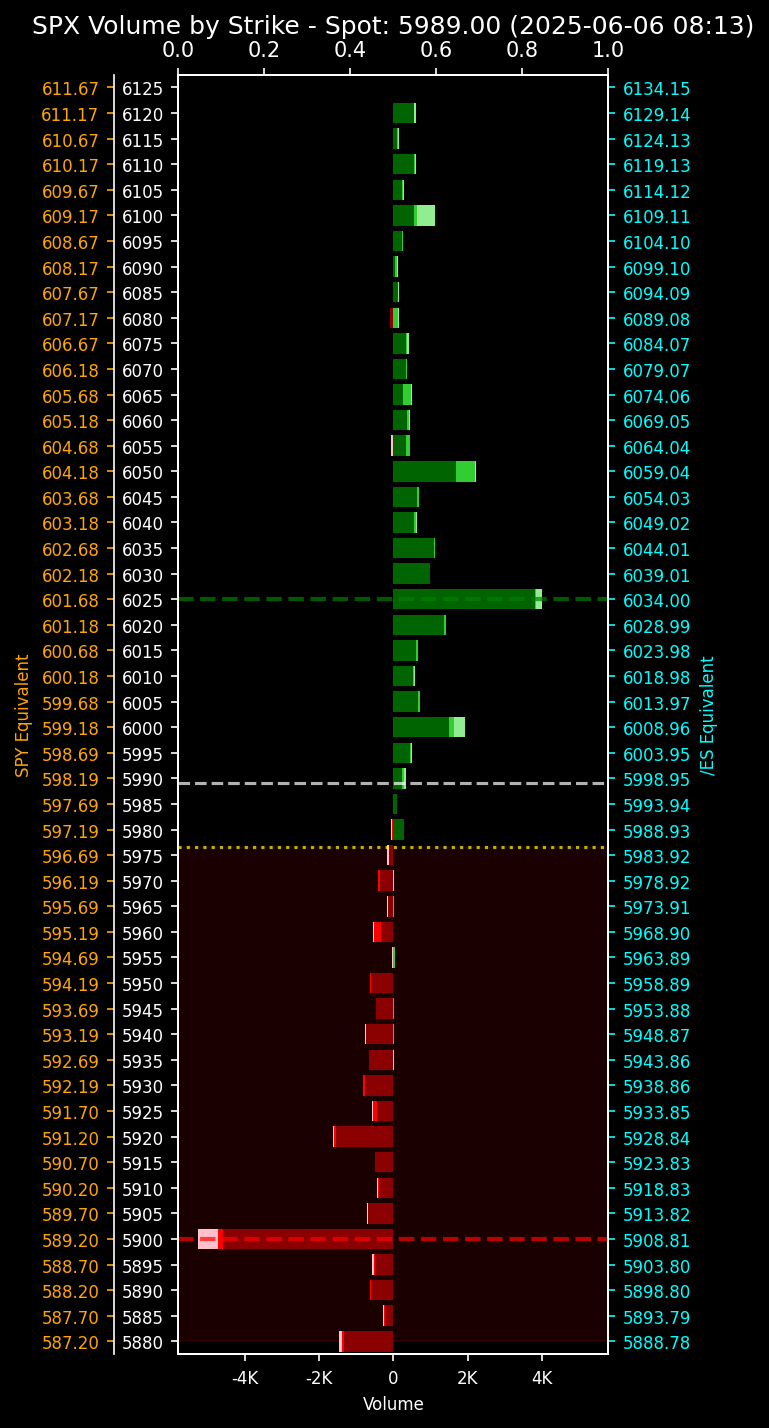 SPX Volume by Strike - Spot: 5989.00 (2025-06-06 08:13)
0.0 0.2 0.4 0.6 0.8 1.0
611.67 6125 6134.15
611.17 6120 6129.14
610.67 6115 6124.13
610.17 6110 6119.13
609.67 6105 6114.12
609.17 6100 6109.11
608.67 6095 6104.10
608.17 6090 6099.10
607.67 6085 6094.09
607.17 6080 6089.08
606.67 6075 6084.07
606.18 6070 6079.07
605.68 6065 6074.06
605.18 6060 6069.05
604.68 6055 6064.04
604.18 6050 6059.04
603.68 6045 6054.03
603.18 6040 6049.02
602.68 6035 6044.01
602.18 6030 6039.01
601.68 6025 6034.00
601.18 6020 6028.99
600.68 6015 6023.98
600.18 6010 6018.98
599.68 6005 6013.97
599.18 6000 6008.96
598.69 5995 6003.95
598.19 5990 5998.95
597.69 5985 5993.94
597.19 5980 5988.93
596.69 5975 5983.92
596.19 5970 5978.92
595.69 5965 5973.91
595.19 5960 5968.90
594.69 5955 5963.89
594.19 5950 5958.89
593.69 5945 5953.88
593.19 5940 5948.87
592.69 5935 5943.86
592.19 5930 5938.86
591.70 5925 5933.85
591.20 5920 5928.84
590.70 5915 5923.83
590.20 5910 5918.83
589.70 5905 5913.82
589.20 5900 5908.81
588.70 5895 5903.80
588.20 5890 5898.80
587.70 5885 5893.79
587.20 5880 5888.78
SPY Equivalent
/ES Equivalent
-4K -2K 0 2K 4K
Volume